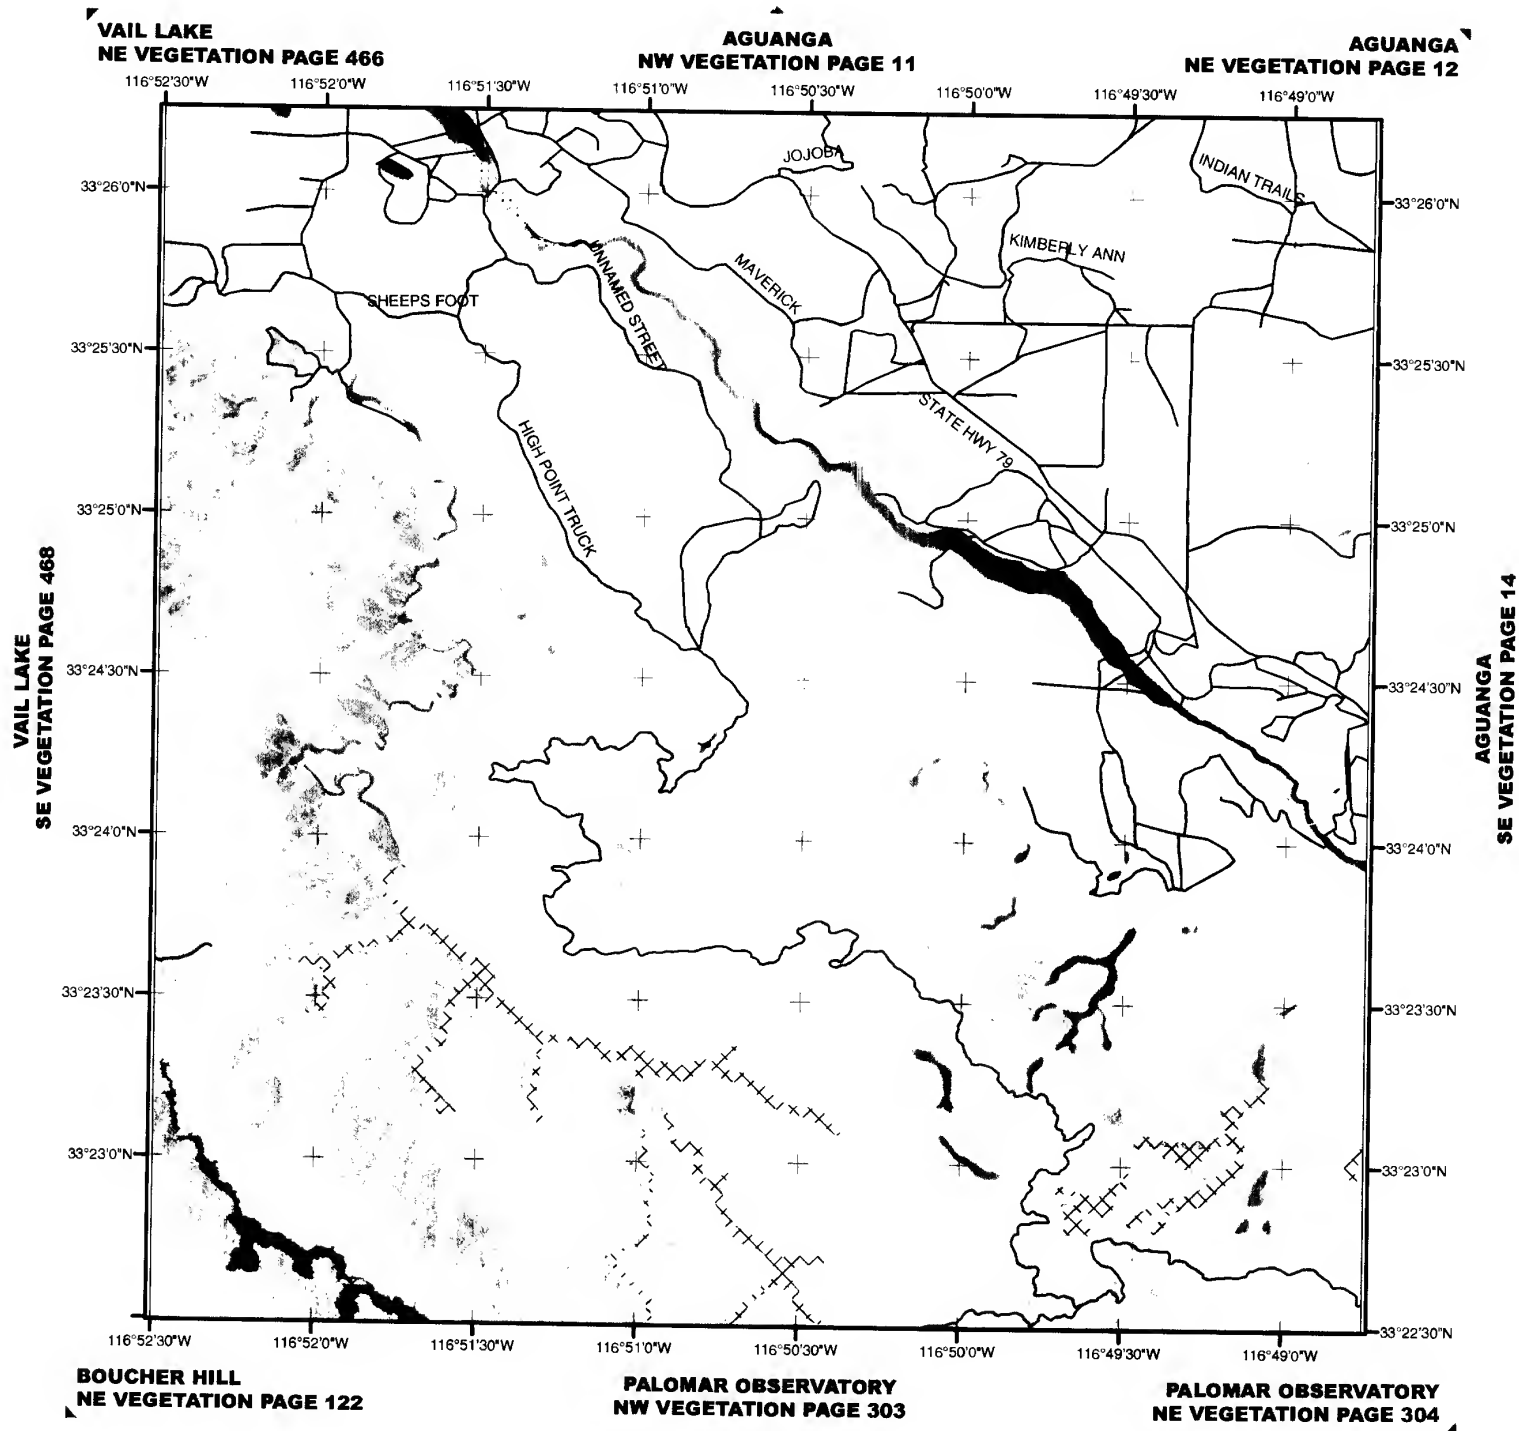 VAIL LAKE
NE VEGETATION PAGE 466
AGUANGA
NW VEGETATION PAGE 11
AGUANGA
NE VEGETATION PAGE 12
116°52'30"W
116°52'0"W
116°51'30"W
116°51'0"W
116°50'30"W
116°50'0"W
116°49'30"W
116°49'0"W
JOJOBA
INDIAN TRAILS
33°26'0"N
33°26'0"N
KIMBERLY ANN
UNNAMED STREET
MAVERICK
SHEEPS FOOT
33°25'30"N
33°25'30"N
STATE HWY 79
HIGH POINT TRUCK
33°25'0"N
33°25'0"N
VAIL LAKE
SE VEGETATION PAGE 468
AGUANGA
SE VEGETATION PAGE 14
33°24'30"N
33°24'30"N
33°24'0"N
33°24'0"N
33°23'30"N
33°23'30"N
33°23'0"N
33°23'0"N
33°22'30"N
116°52'30"W
116°52'0"W
116°51'30"W
116°51'0"W
116°50'30"W
116°50'0"W
116°49'30"W
116°49'0"W
BOUCHER HILL
NE VEGETATION PAGE 122
PALOMAR OBSERVATORY
NW VEGETATION PAGE 303
PALOMAR OBSERVATORY
NE VEGETATION PAGE 304